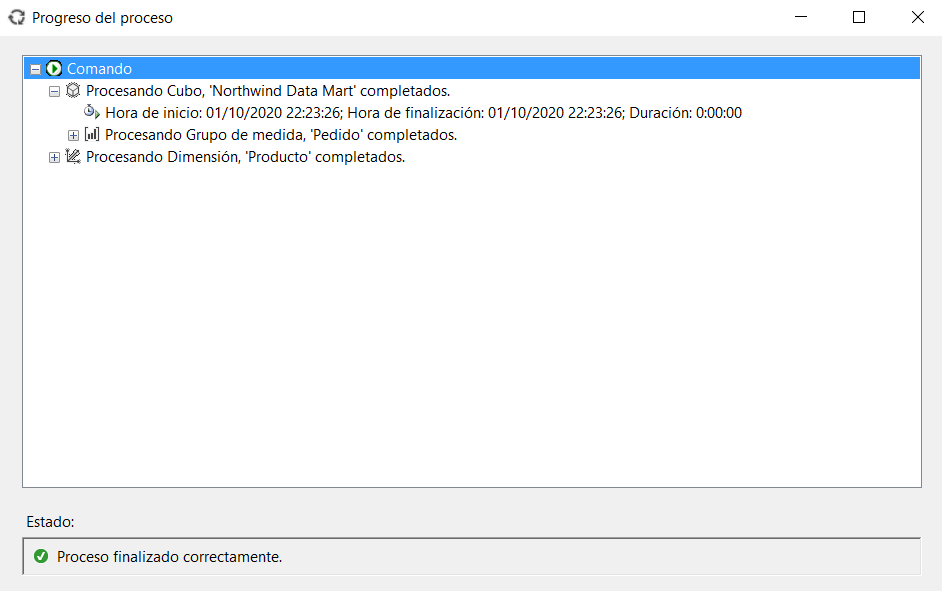 Progreso del proceso
Comando
Procesando Cubo, 'Northwind Data Mart' completados.
Hora de inicio: 01/10/2020 22:23:26; Hora de finalización: 01/10/2020 22:23:26; Duración: 0:00:00
Procesando Grupo de medida, 'Pedido' completados.
Procesando Dimensión, 'Producto' completados.
Estado:
Proceso finalizado correctamente.